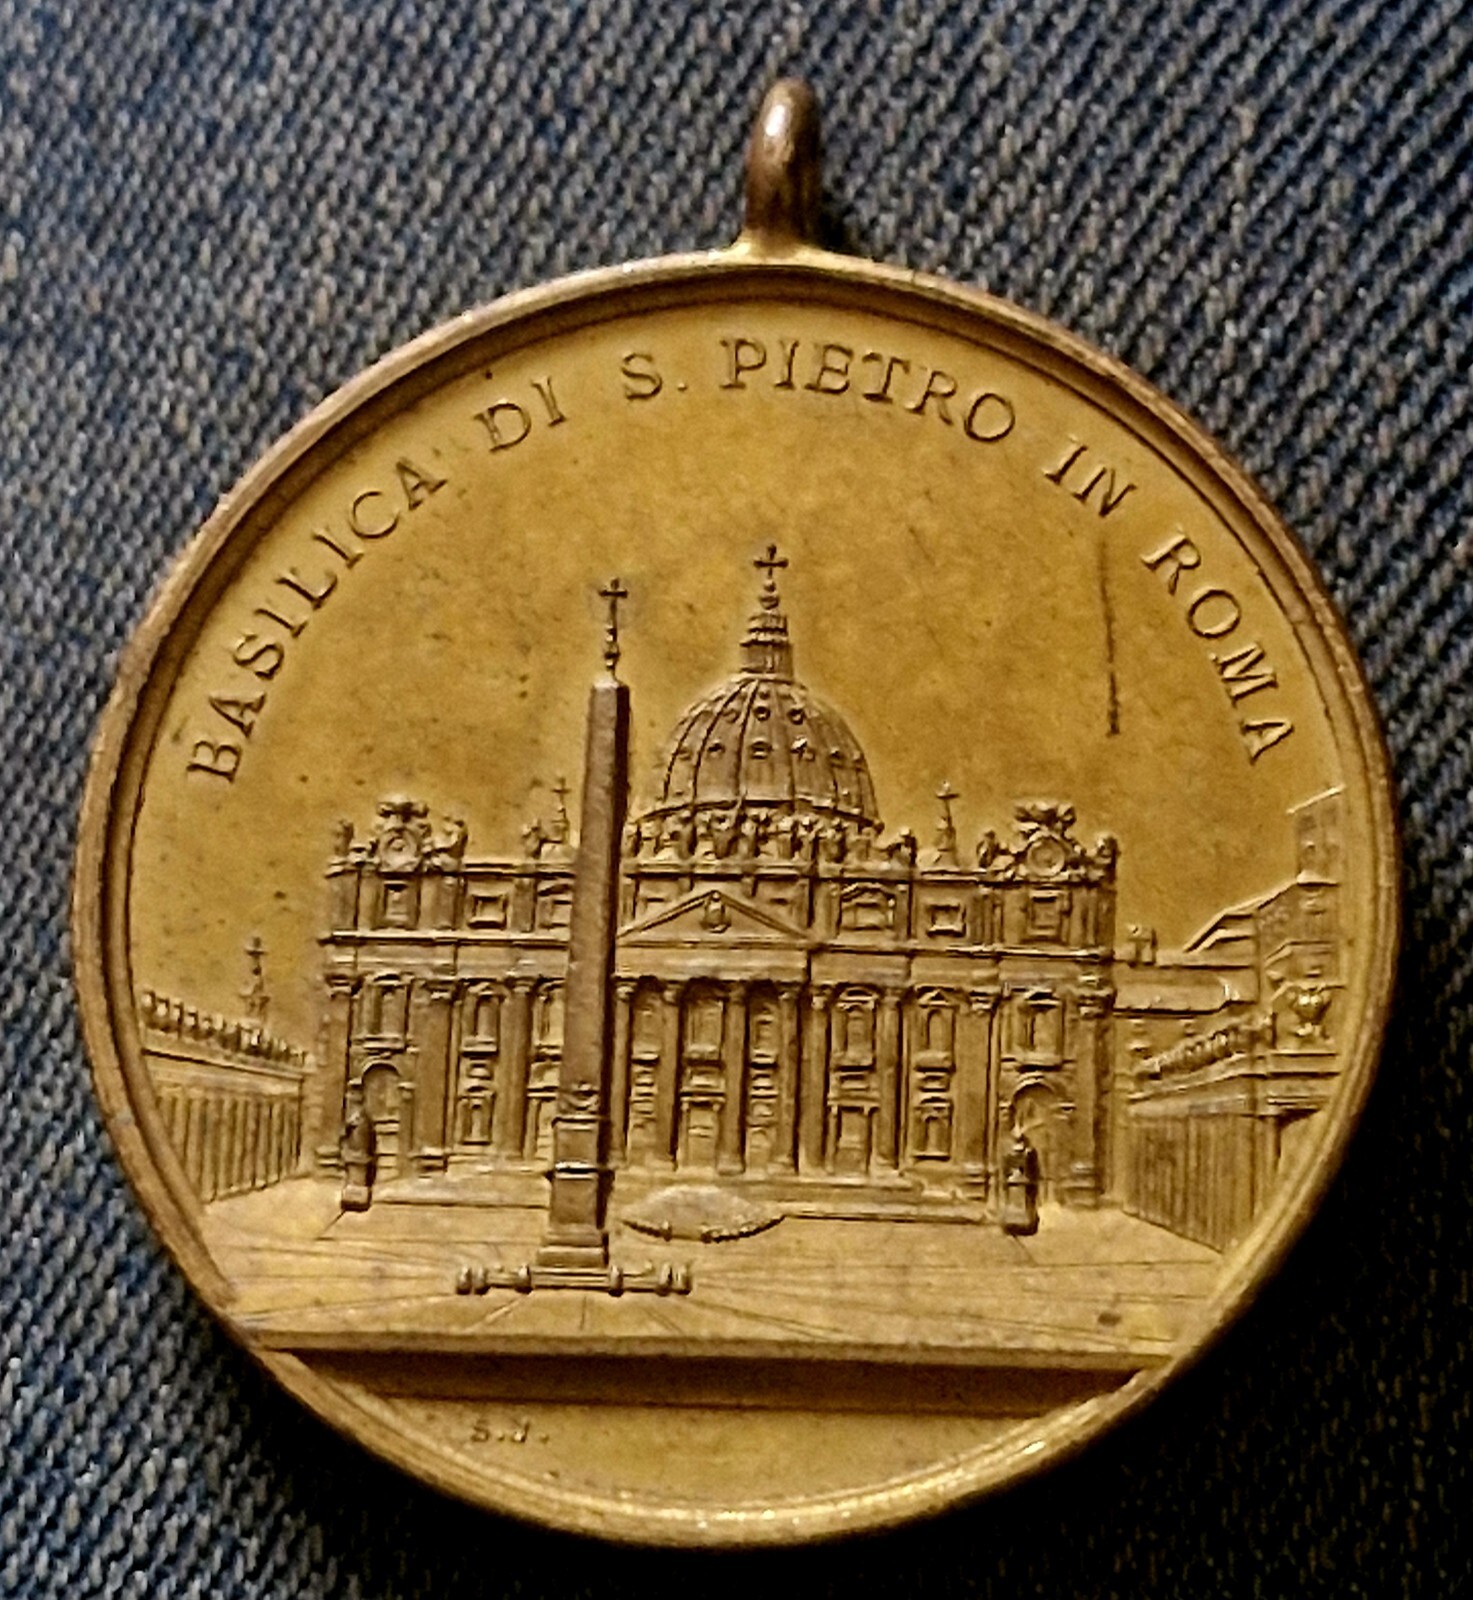 BASILICA DI S. PIETRO IN ROMA
S.J.